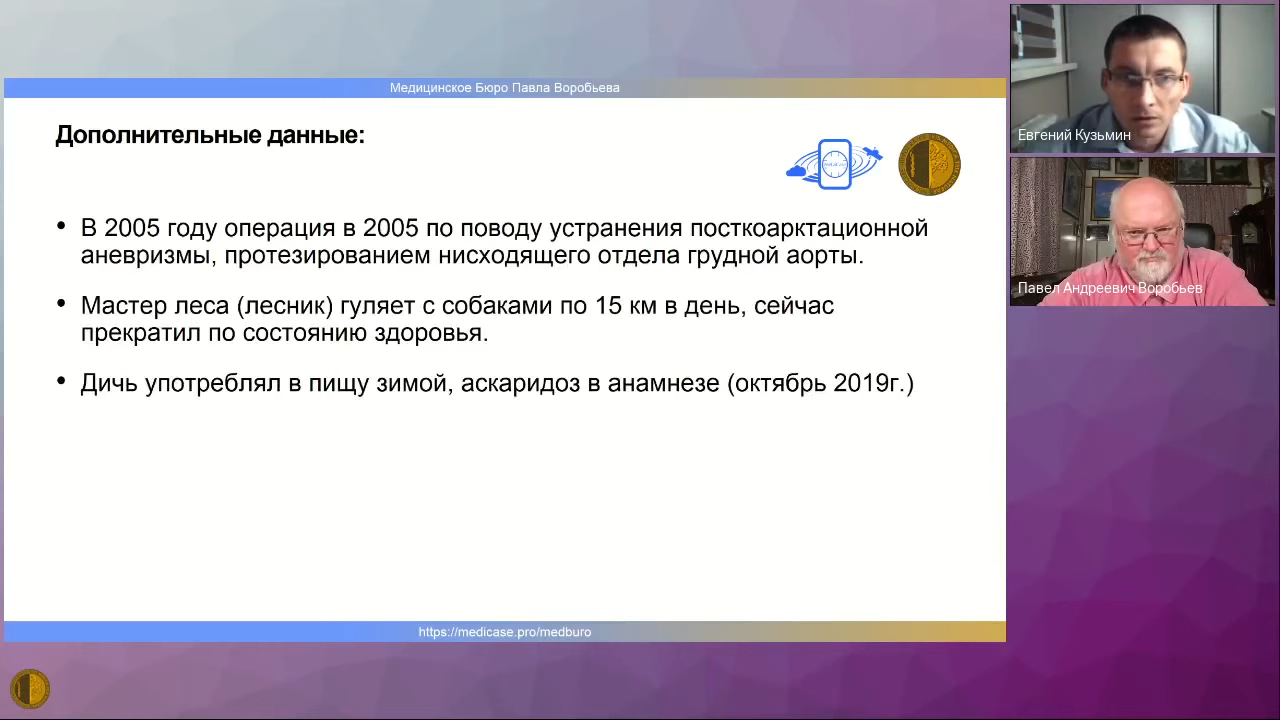 Медицинское Бюро Павла Воробьева
Дополнительные данные:
• В 2005 году операция в 2005 по поводу устранения посткоарктационной
аневризмы, протезированием нисходящего отдела грудной аорты.
• Мастер леса (лесник) гуляет с собаками по 15 км в день, сейчас
прекратил по состоянию здоровья.
• Дичь употреблял в пищу зимой, аскаридоз в анамнезе (октябрь 2019г.)
https://medicase.pro/medburo
Евгений Кузьмин
Павел Андреевич Воробьев